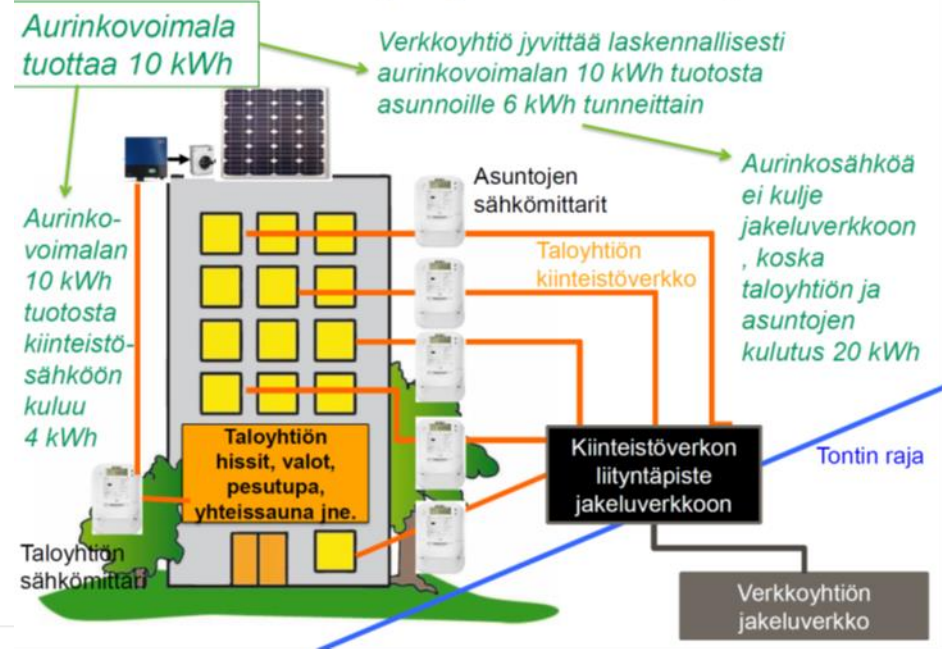 Aurinkovoimala
tuottaa 10 kWh
Verkkoyhtiö jyvittää laskennallisesti
aurinkovoimalan 10 kWh tuotosta
asunnoille 6 kWh tunneittain
Aurinkosähköä
ei kulje
jakeluverkkoon
, koska
taloyhtiön ja
asuntojen
kulutus 20 kWh
Asuntojen
sähkömittarit
Taloyhtiön
kiinteistöverkko
Aurinko-
voimalan
10 kWh
tuotosta
kiinteistö-
sähköön
kuluu
4 kWh
Taloyhtiön
hissit, valot,
pesutupa,
yhteissauna jne.
Kiinteistöverkon
liityntäpiste
jakeluverkkoon
Tontin raja
Taloyhtiön
sähkömittari
Verkkoyhtiön
jakeluverkko